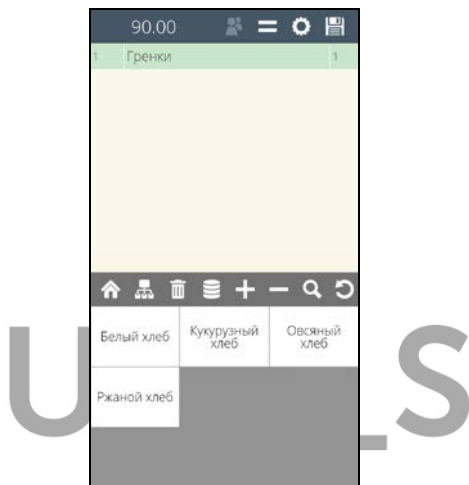 90.00
1 Гренки 1
Белый хлеб Кукурузный хлеб Овсяный хлеб
Ржаной хлеб
U S